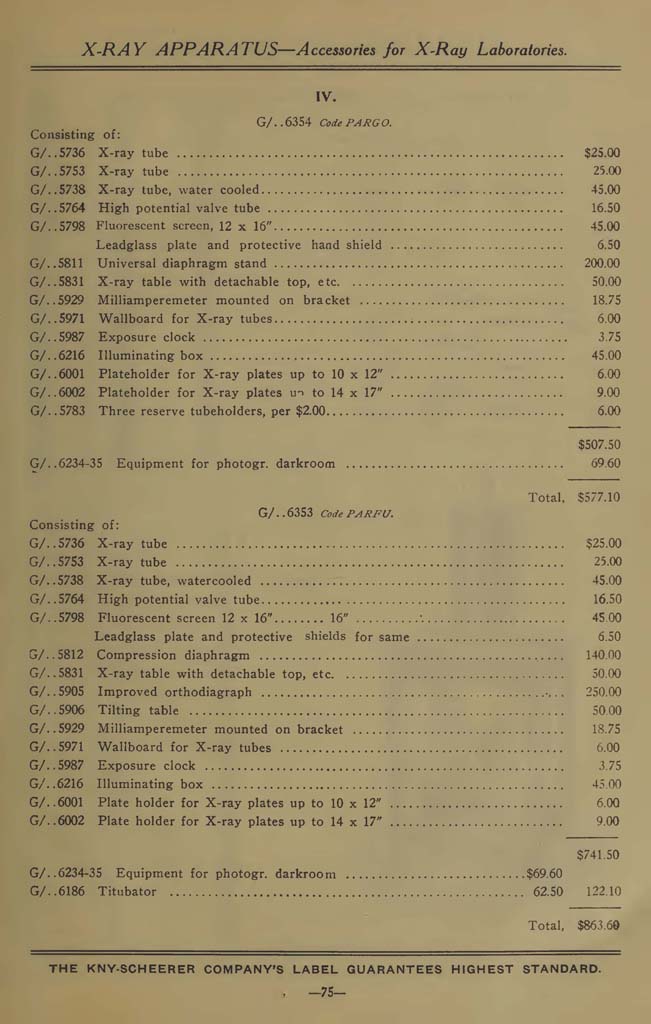 X-RAY APPARATUS—Accessories for X-Ray Laboratories.
IV.
G/..6354 Code PARGO.
Consisting of:
G/..5736 X-ray tube ........ $25.00
G/..5753 X-ray tube ........ 25.00
G/..5738 X-ray tube, water cooled........ 45.00
G/..5764 High potential valve tube ........ 16.50
G/..5798 Fluorescent screen, 12 x 16"........ 45.00
Leadglass plate and protective hand shield ........ 6.50
G/..5811 Universal diaphragm stand ........ 200.00
G/..5831 X-ray table with detachable top, etc. ........ 50.00
G/..5929 Milliamperemeter mounted on bracket ........ 18.75
G/..5971 Wallboard for X-ray tubes........ 6.00
G/..5987 Exposure clock ........ 3.75
G/..6216 Illuminating box ........ 45.00
G/..6001 Plateholder for X-ray plates up to 10 x 12" ........ 6.00
G/..6002 Plateholder for X-ray plates up to 14 x 17" ........ 9.00
G/..5783 Three reserve tubeholders, per $2.00........ 6.00
$507.50
G/..6234-35 Equipment for photogr. darkroom ........ 69.60
Total, $577.10
G/..6353 Code PARFU.
Consisting of:
G/..5736 X-ray tube ........ $25.00
G/..5753 X-ray tube ........ 25.00
G/..5738 X-ray tube, watercooled ........ 45.00
G/..5764 High potential valve tube........ 16.50
G/..5798 Fluorescent screen 12 x 16"........ 16" ........ 45.00
Leadglass plate and protective shields for same ........ 6.50
G/..5812 Compression diaphragm ........ 140.00
G/..5831 X-ray table with detachable top, etc. ........ 50.00
G/..5905 Improved orthodiagraph ........ 250.00
G/..5906 Tilting table ........ 50.00
G/..5929 Milliamperemeter mounted on bracket ........ 18.75
G/..5971 Wallboard for X-ray tubes ........ 6.00
G/..5987 Exposure clock ........ 3.75
G/..6216 Illuminating box ........ 45.00
G/..6001 Plate holder for X-ray plates up to 10 x 12" ........ 6.00
G/..6002 Plate holder for X-ray plates up to 14 x 17" ........ 9.00
$741.50
G/..6234-35 Equipment for photogr. darkroom ........ $69.60
G/..6186 Titubator ........ 62.50 122.10
Total, $863.60
THE KNY-SCHEERER COMPANY'S LABEL GUARANTEES HIGHEST STANDARD.
—75—